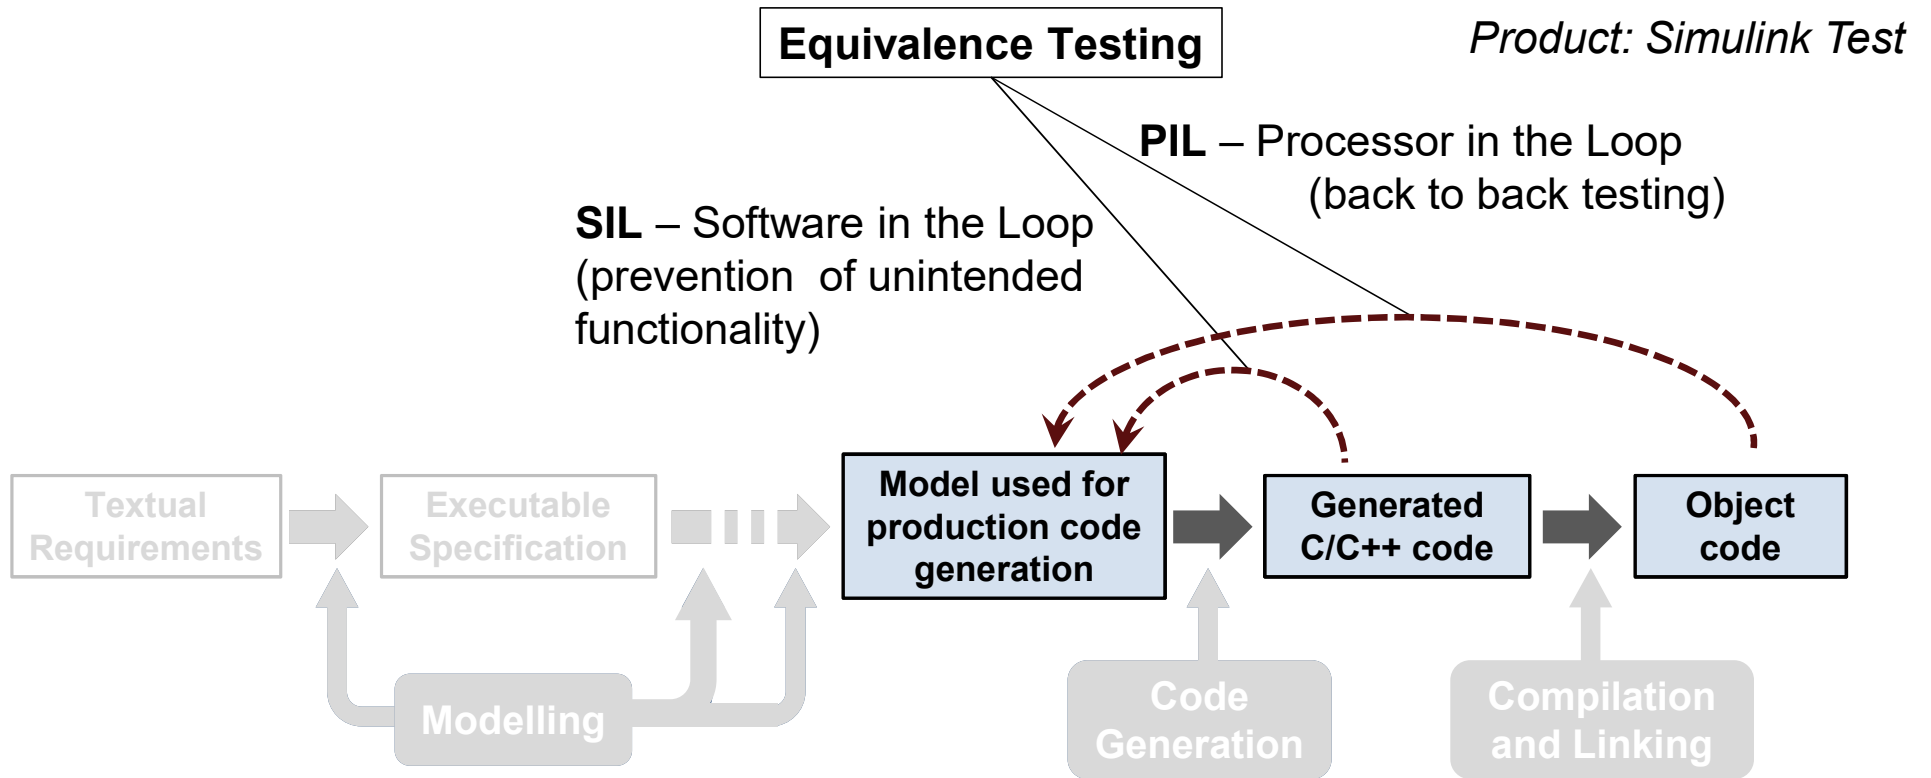 Equivalence Testing
Product: Simulink Test
PIL – Processor in the Loop
(back to back testing)
SIL – Software in the Loop
(prevention  of unintended
functionality)
Textual
Requirements
Executable
Specification
Model used for
production code
generation
Generated
C/C++ code
Object
code
Modelling
Code
Generation
Compilation
and Linking